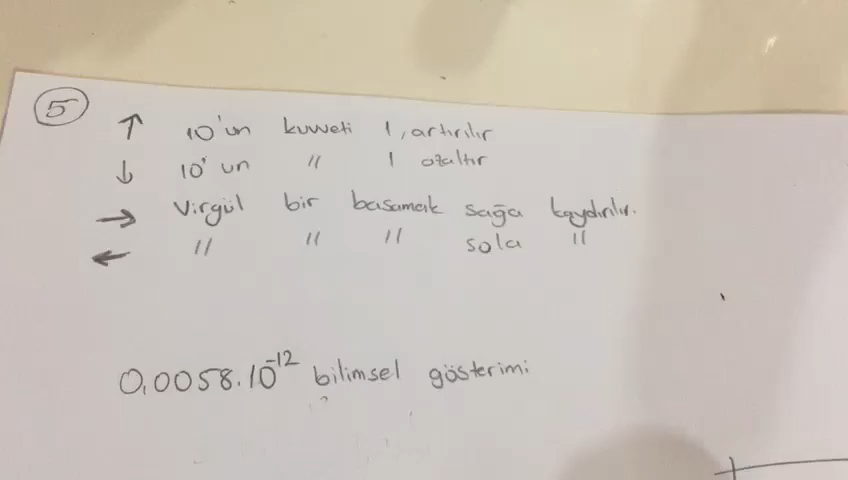 5
↑ 10'un kuvveti 1, artırılır
↓ 10'un " 1 azaltır
→ Virgül bir basamak sağa kaydırılır.
← " " " sola "
0,0058.10⁻¹² bilimsel gösterimi